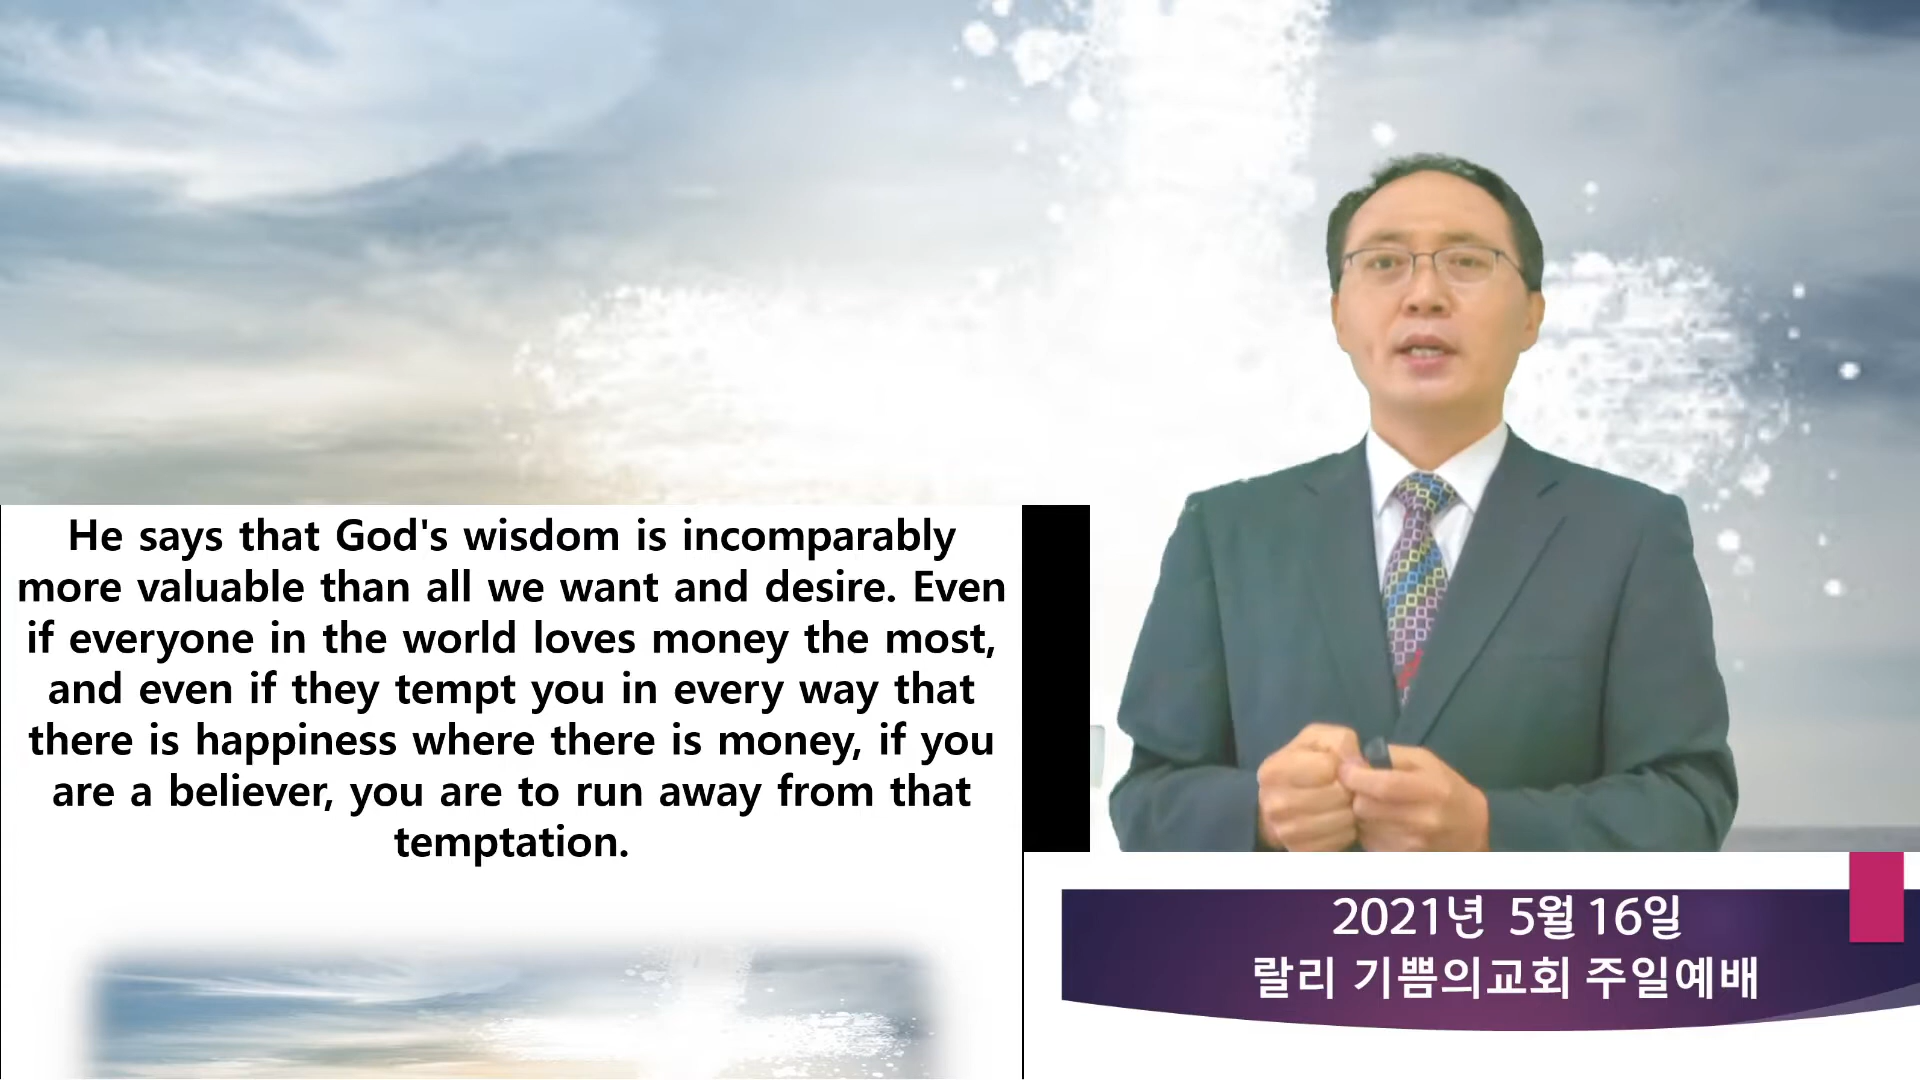 He says that God's wisdom is incomparably
more valuable than all we want and desire. Even
if everyone in the world loves money the most,
and even if they tempt you in every way that
there is happiness where there is money, if you
are a believer, you are to run away from that
temptation.
2021년 5월 16일
랄리 기쁨의교회 주일예배